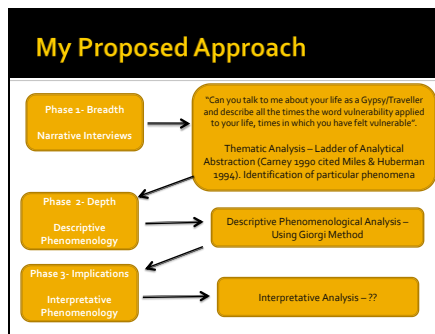 My Proposed Approach
Phase 1- Breadth
Narrative Interviews
"Can you talk to me about your life as a Gypsy/Traveller
and describe all the times the word vulnerability applied
to your life, times in which you have felt vulnerable".
Thematic Analysis – Ladder of Analytical
Abstraction (Carney 1990 cited Miles & Huberman
1994). Identification of particular phenomena
Phase 2- Depth
Descriptive
Phenomenology
Descriptive Phenomenological Analysis –
Using Giorgi Method
Phase 3- Implications
Interpretative
Phenomenology
Interpretative Analysis – ??